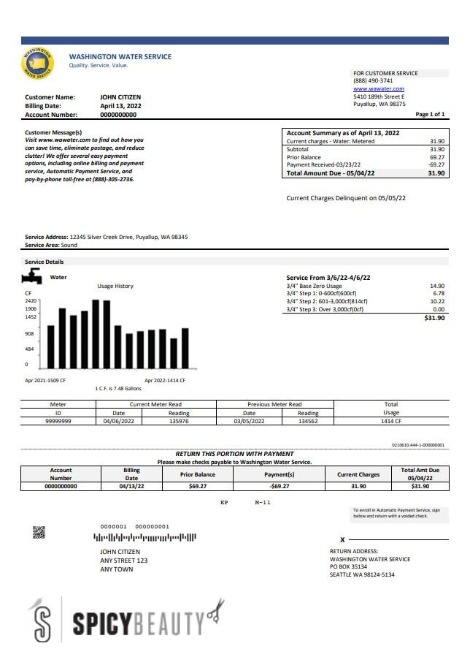 WASHINGTON WATER SERVICE
Quality. Service. Value.
FOR CUSTOMER SERVICE
(888) 490-3741
www.wawater.com
5410 189th Street E
Puyallup, WA 98375
Customer Name: JOHN CITIZEN
Billing Date: April 13, 2022
Account Number: 0000000000
Page 1 of 1
Customer Message(s)
Visit www.wawater.com to find out how you
can save time, eliminate postage, and reduce
clutter! We offer several easy payment
options, including online billing and payment
service, Automatic Payment Service, and
pay-by-phone toll-free at (888)-305-2736.
Account Summary as of April 13, 2022
Current charges - Water: Metered 31.90
Subtotal 31.90
Prior Balance 69.27
Payment Received-03/23/22 -69.27
Total Amount Due - 05/04/22 31.90
Current Charges Delinquent on 05/05/22
Service Address: 12345 Silver Creek Drive, Puyallup, WA 98345
Service Area: Sound
Service Details
Water
Usage History
CF
2420
1900
1452
908
484
0
Apr 2021-1509 CF Apr 2022-1414 CF
1 C.F. is 7.48 Gallons
Service From 3/6/22-4/6/22
3/4" Base Zero Usage 14.90
3/4" Step 1: 0-600cf(600cf) 6.78
3/4" Step 2: 601-3,000cf(814cf) 10.22
3/4" Step 3: Over 3,000cf(0cf) 0.00
$31.90
Meter Current Meter Read Previous Meter Read Total
ID Date Reading Date Reading Usage
99999999 04/06/2022 135976 03/05/2022 134562 1414 CF
RETURN THIS PORTION WITH PAYMENT
Please make checks payable to Washington Water Service.
Account Number Billing Date Prior Balance Payment(s) Current Charges Total Amt Due 05/04/22
0000000000 04/13/22 $69.27 -$69.27 31.90 $31.90
To enroll in Automatic Payment Service, sign
below and return with a voided check.
0000001 000000001
X
JOHN CITIZEN
ANY STREET 123
ANY TOWN
RETURN ADDRESS:
WASHINGTON WATER SERVICE
PO BOX 35134
SEATTLE WA 98124-5134
SPICYBEAUTY